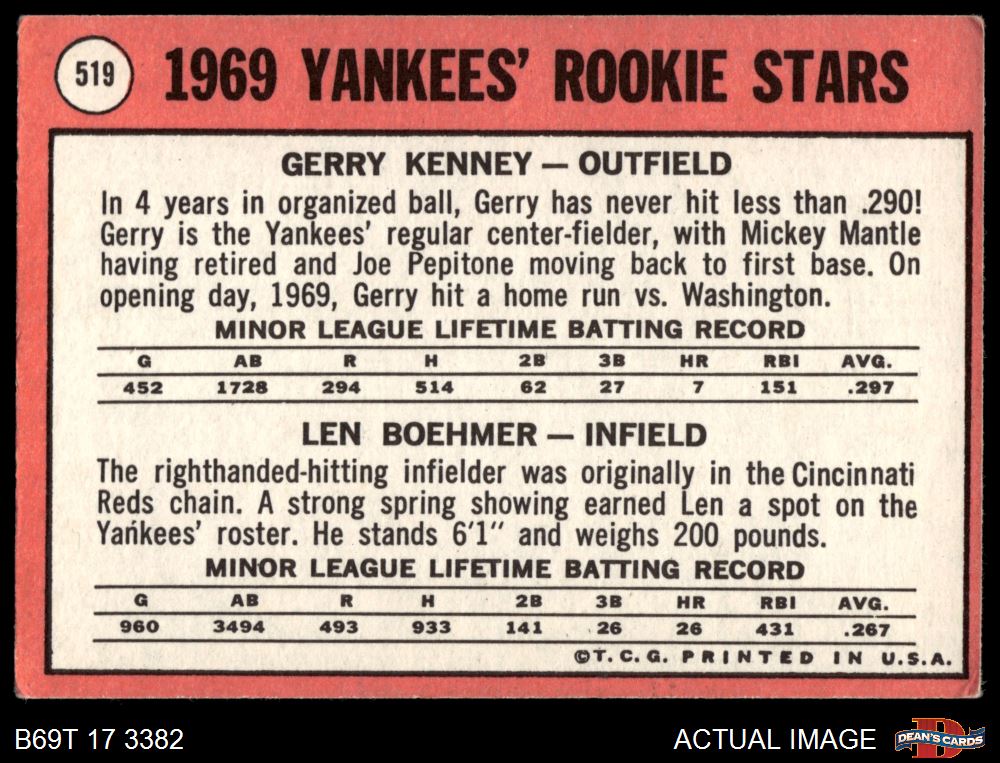 519
1969 YANKEES' ROOKIE STARS
GERRY KENNEY — OUTFIELD
In 4 years in organized ball, Gerry has never hit less than .290!
Gerry is the Yankees' regular center-fielder, with Mickey Mantle
having retired and Joe Pepitone moving back to first base. On
opening day, 1969, Gerry hit a home run vs. Washington.
MINOR LEAGUE LIFETIME BATTING RECORD
G AB R H 2B 3B HR RBI AVG.
452 1728 294 514 62 27 7 151 .297
LEN BOEHMER — INFIELD
The righthanded-hitting infielder was originally in the Cincinnati
Reds chain. A strong spring showing earned Len a spot on the
Yankees' roster. He stands 6'1" and weighs 200 pounds.
MINOR LEAGUE LIFETIME BATTING RECORD
G AB R H 2B 3B HR RBI AVG.
960 3494 493 933 141 26 26 431 .267
©T.C.G. PRINTED IN U.S.A.
B69T 17 3382
ACTUAL IMAGE
DEAN'S CARDS